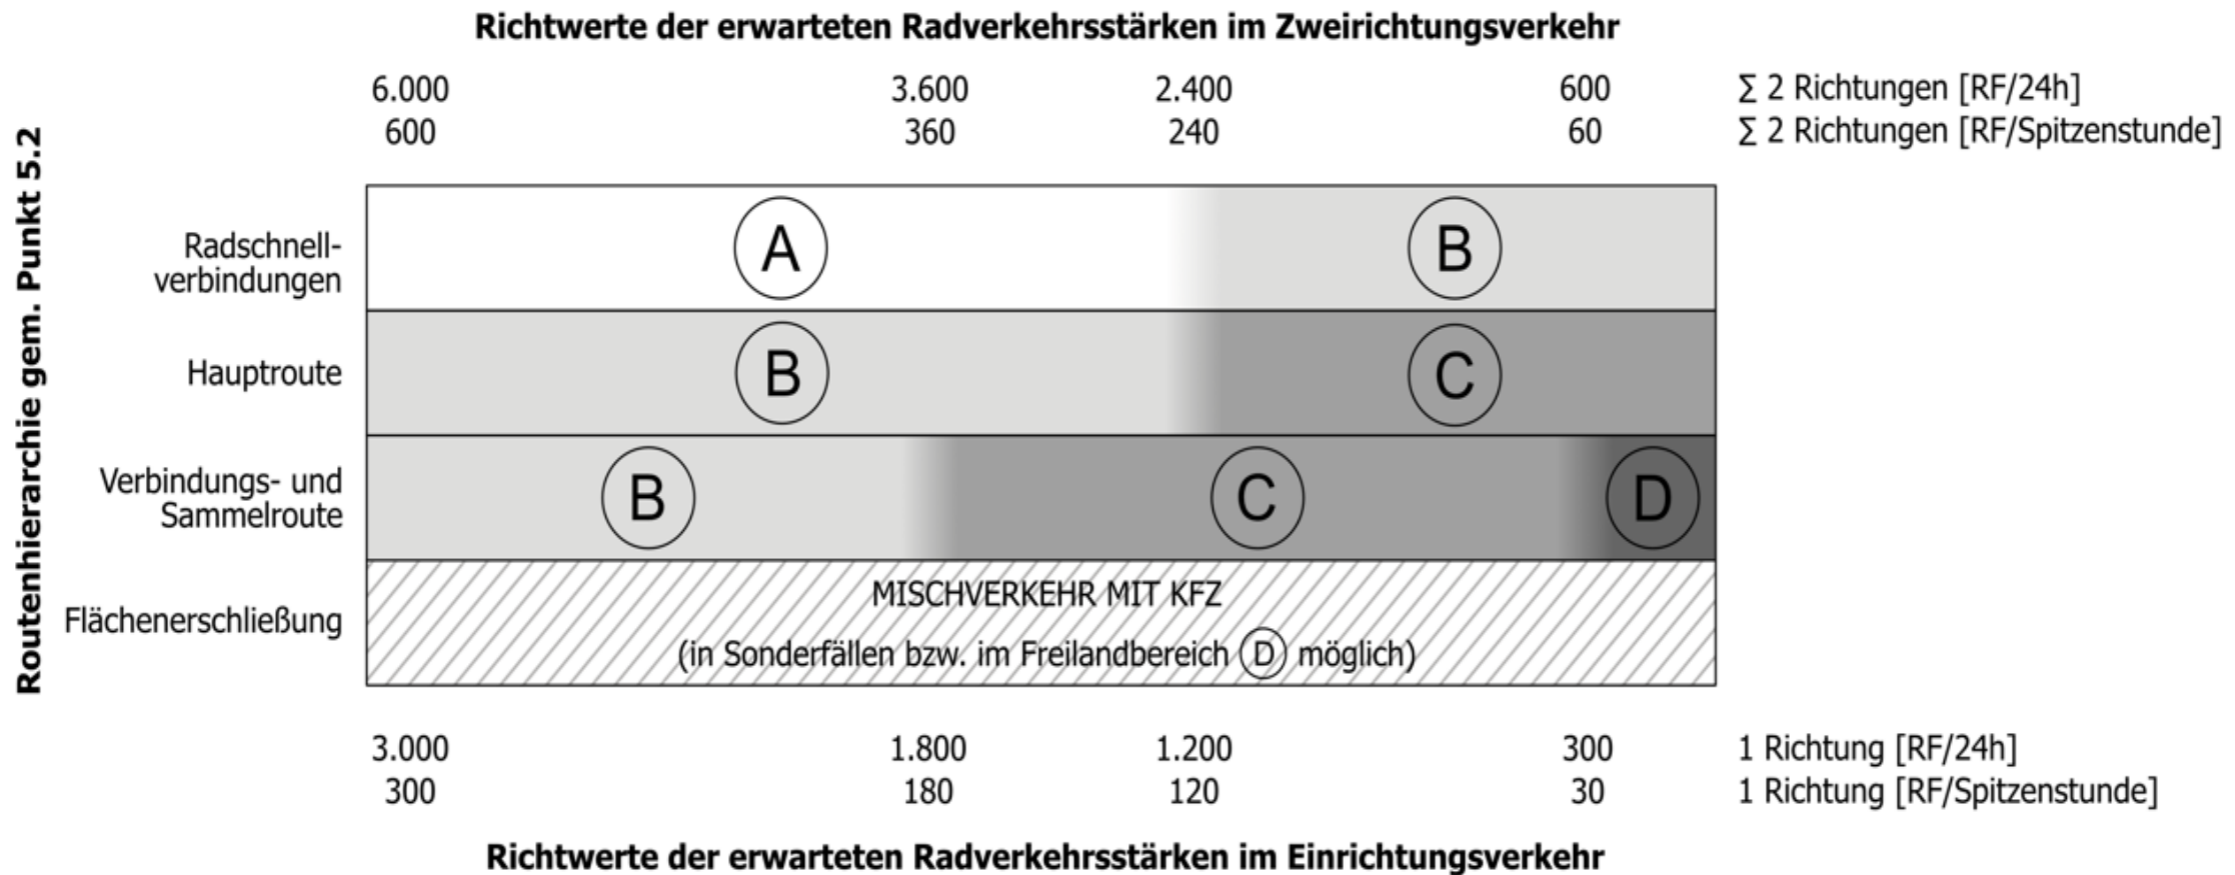 Richtwerte der erwarteten Radverkehrsstärken im Zweirichtungsverkehr
6.000 3.600 2.400 600 ∑ 2 Richtungen [RF/24h]
600 360 240 60 ∑ 2 Richtungen [RF/Spitzenstunde]
Routenhierarchie gem. Punkt 5.2
Radschnell-
verbindungen
A B
Hauptroute B C
Verbindungs- und
Sammelroute
B C D
Flächenerschließung
MISCHVERKEHR MIT KFZ
(in Sonderfällen bzw. im Freilandbereich D möglich)
3.000 1.800 1.200 300 1 Richtung [RF/24h]
300 180 120 30 1 Richtung [RF/Spitzenstunde]
Richtwerte der erwarteten Radverkehrsstärken im Einrichtungsverkehr